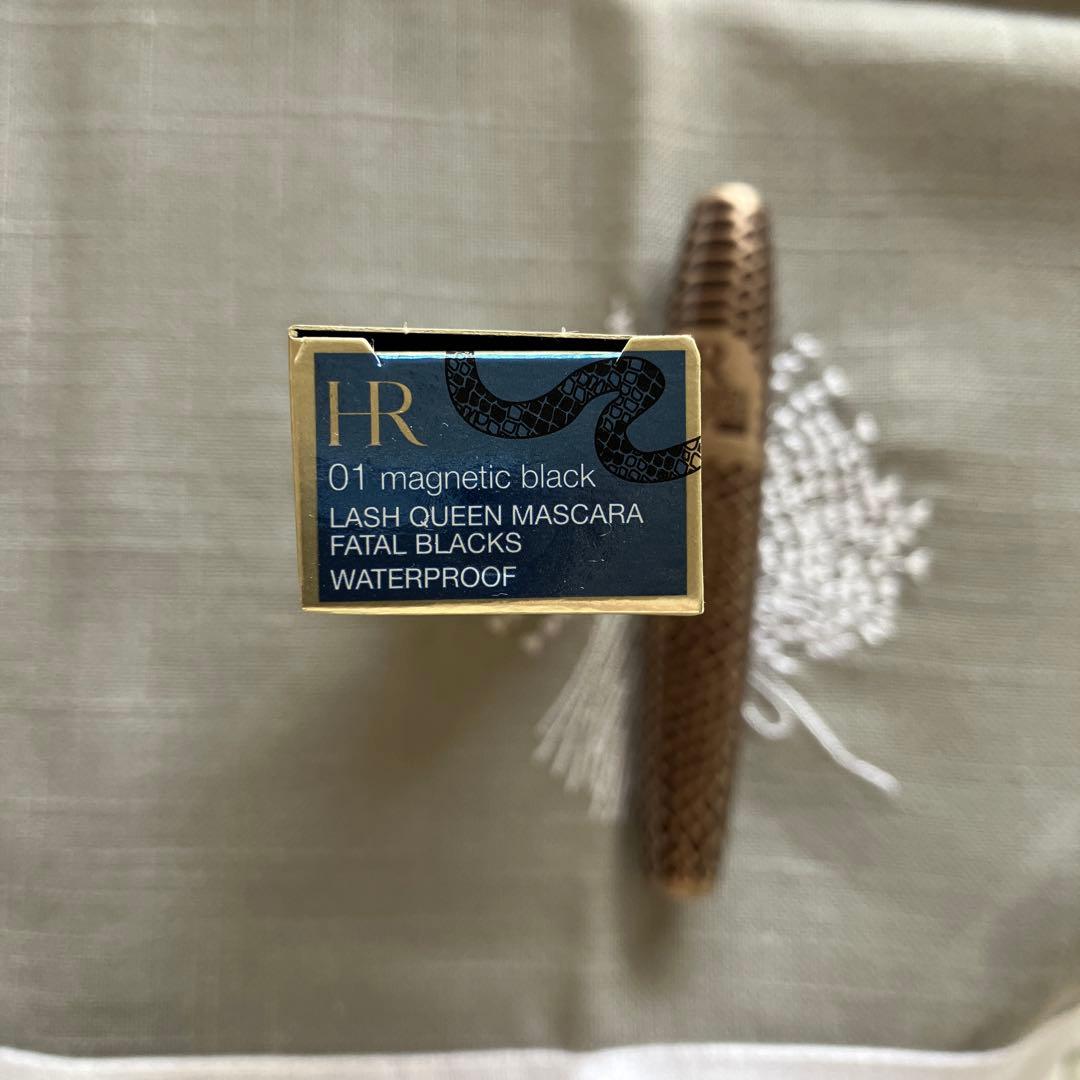 HR
01 magnetic black
LASH QUEEN MASCARA
FATAL BLACKS
WATERPROOF